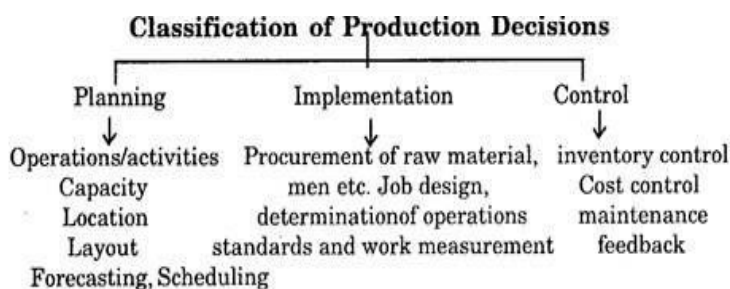 Classification of Production Decisions
Planning
Operations/activities
Capacity
Location
Layout
Forecasting, Scheduling
Implementation
Procurement of raw material,
men etc. Job design,
determinationof operations
standards and work measurement
Control
inventory control
Cost control
maintenance
feedback